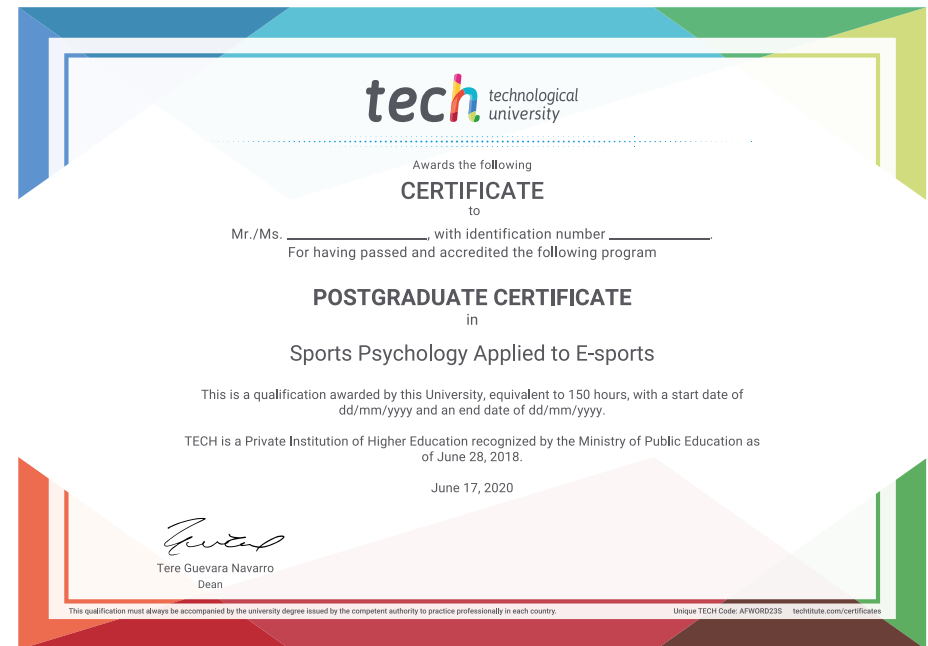 tech technological
university
Awards the following
CERTIFICATE
to
Mr./Ms. ____________________, with identification number ______________.
For having passed and accredited the following program
POSTGRADUATE CERTIFICATE
in
Sports Psychology Applied to E-sports
This is a qualification awarded by this University, equivalent to 150 hours, with a start date of
dd/mm/yyyy and an end date of dd/mm/yyyy.
TECH is a Private Institution of Higher Education recognized by the Ministry of Public Education as
of June 28, 2018.
June 17, 2020
Tere Guevara Navarro
Dean
This qualification must always be accompanied by the university degree issued by the competent authority to practice professionally in each country. Unique TECH Code: AFWORD23S techtitute.com/certificates